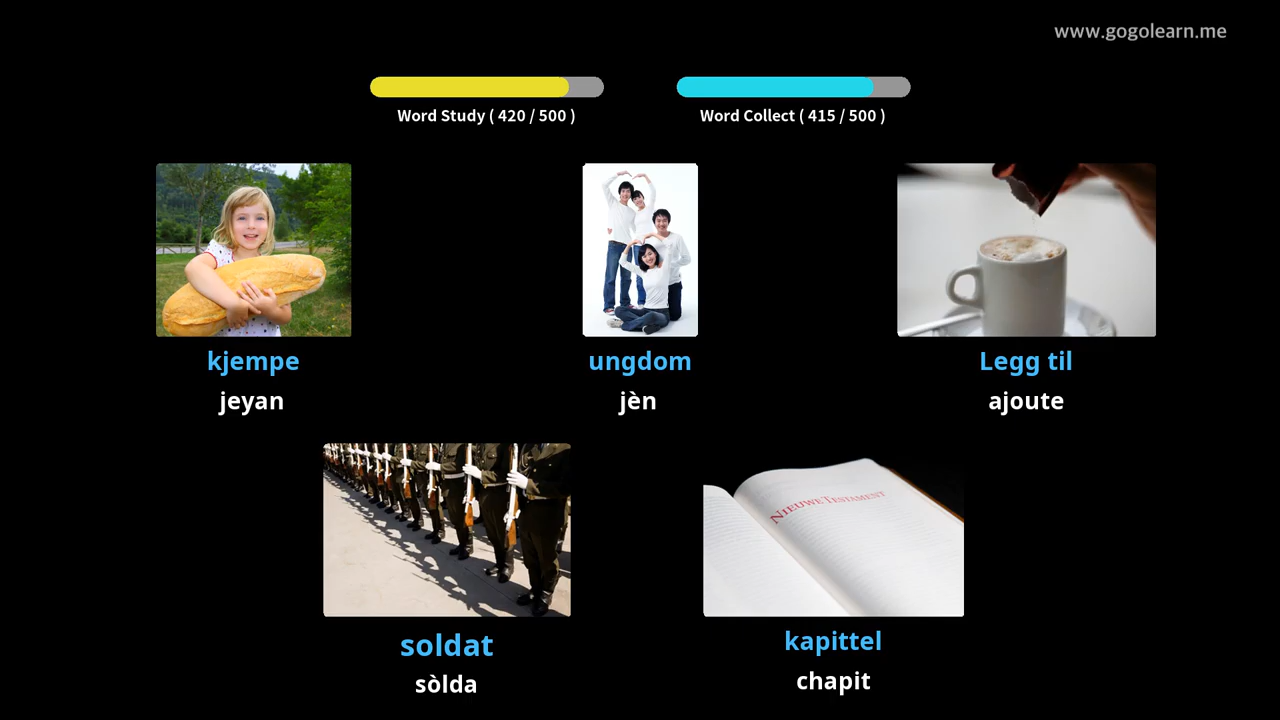 www.gogolearn.me
Word Study ( 420 / 500 )
Word Collect ( 415 / 500 )
kjempe
jeyan
ungdom
jèn
Legg til
ajoute
NIEUWE TESTAMENT
soldat
sòlda
kapittel
chapit